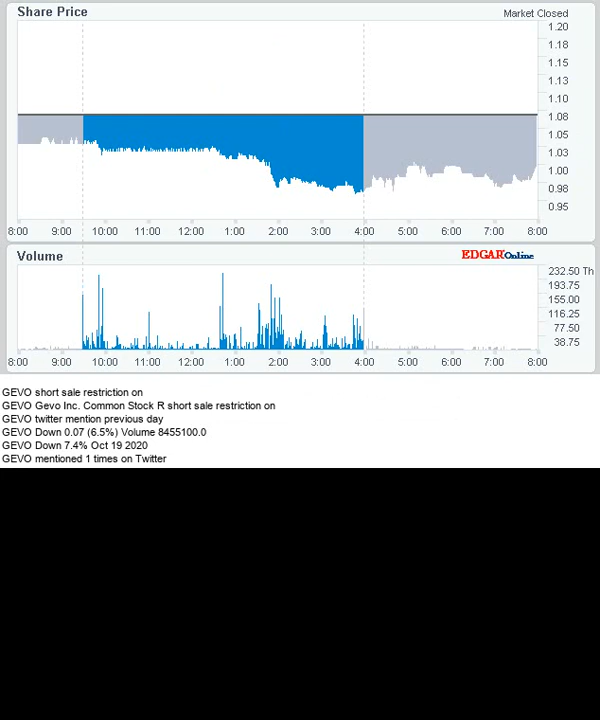 Share Price
Market Closed
1.20
1.18
1.15
1.13
1.10
1.08
1.05
1.03
1.00
0.98
0.95
8:00 9:00 10:00 11:00 12:00 1:00 2:00 3:00 4:00 5:00 6:00 7:00 8:00
Volume
EDGAR Online
232.50 Th
193.75
155.00
116.25
77.50
38.75
8:00 9:00 10:00 11:00 12:00 1:00 2:00 3:00 4:00 5:00 6:00 7:00 8:00
GEVO short sale restriction on
GEVO Gevo Inc. Common Stock R short sale restriction on
GEVO twitter mention previous day
GEVO Down 0.07 (6.5%) Volume 8455100.0
GEVO Down 7.4% Oct 19 2020
GEVO mentioned 1 times on Twitter